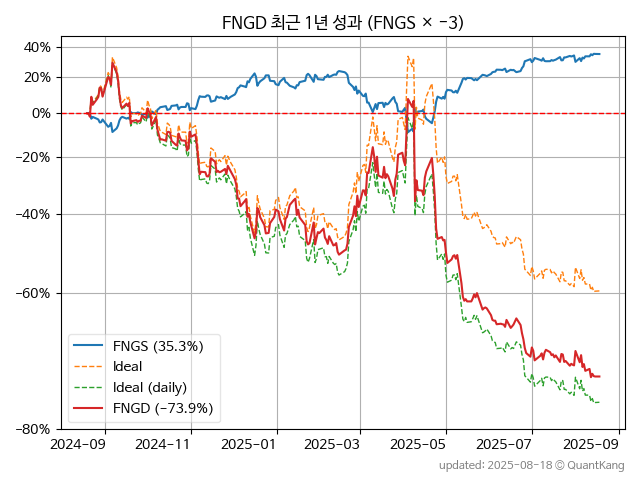 FNGD 최근 1년 성과 (FNGS × −3)
40%
20%
0%
−20%
−40%
−60%
−80%
FNGS (35.3%)
Ideal
Ideal (daily)
FNGD (−73.9%)
2024−09
2024−11
2025−01
2025−03
2025−05
2025−07
2025−09
updated: 2025-08-18 © QuantKang